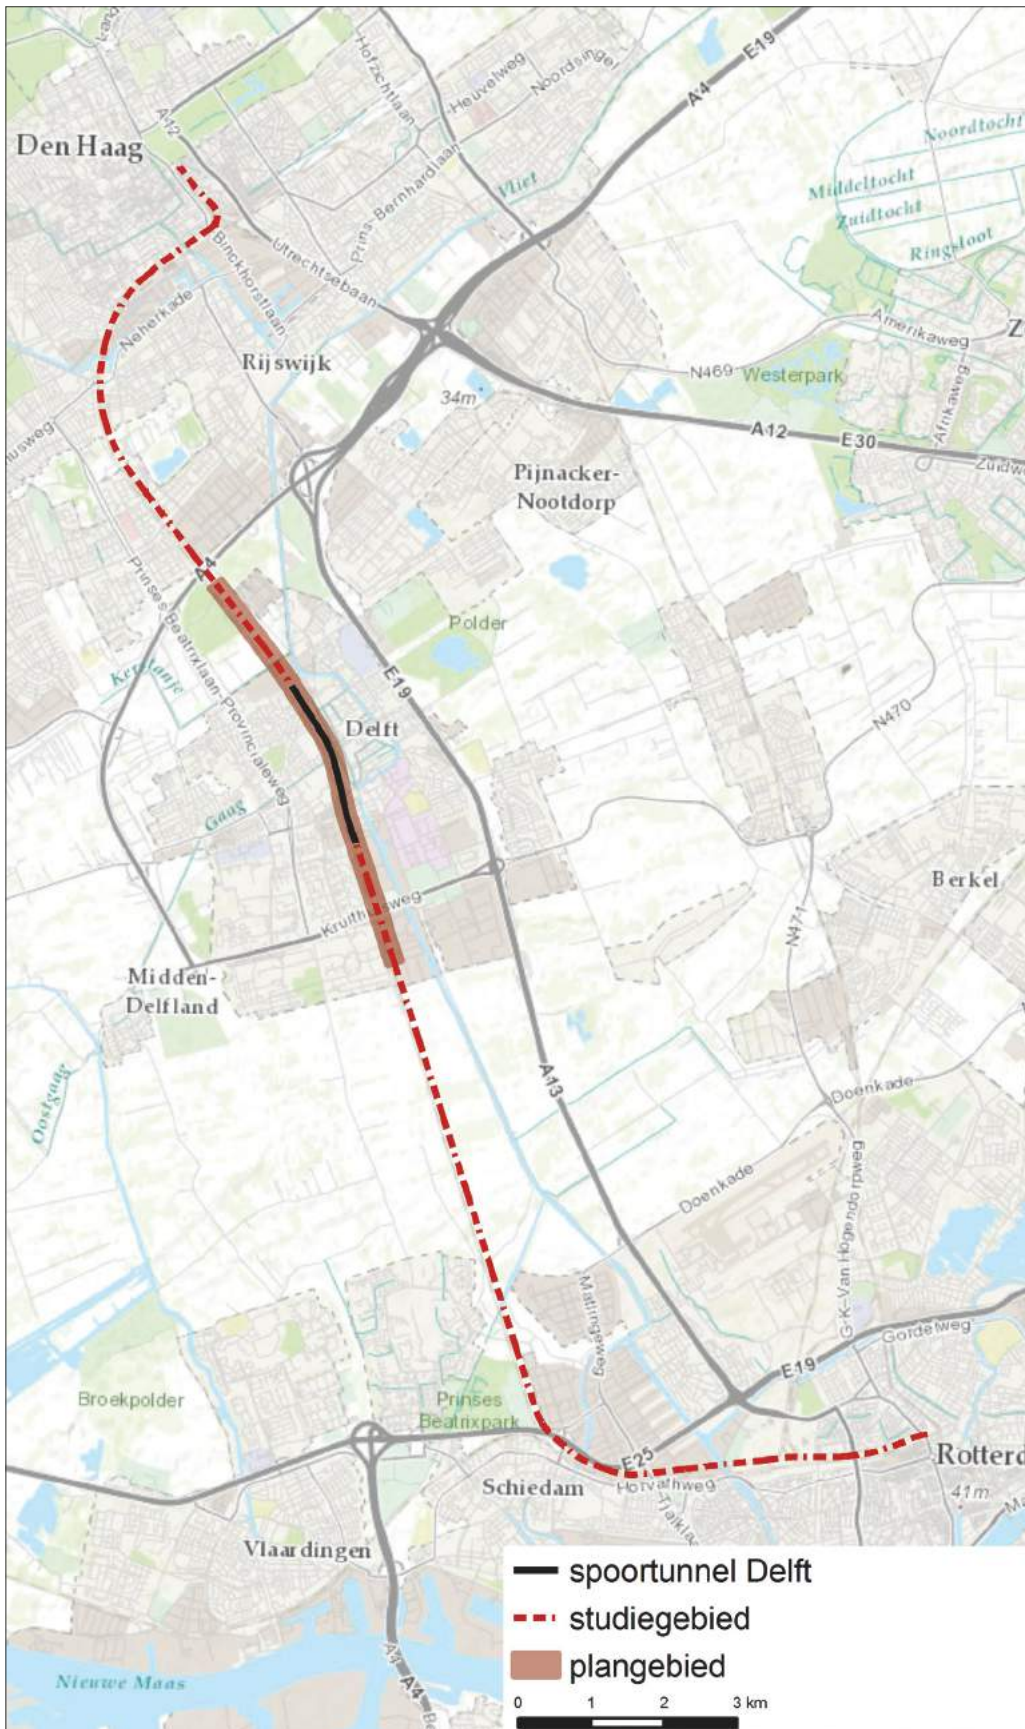 Hofzichtlaan
Heuvelweg
Noordsingel
E19
A4
A12
Den Haag
Noordtocht
Prins-Bernhardlaan
Vliet
Middeltocht
Zuidtocht
Ringsloot
Binckhorstlaan
Utrechtsebaan
Neherkade
Amerikaweg
Rijswijk
N469
Westerpark
34m
Afrikaweg
A12
E30
Pijnacker-
Nootdorp
A4
Prinses-Beatrixlaan-Provincialeweg
Polder
E19
N470
Delft
Gaag
Berkel
Kruithuisweg
N471
Midden-
Delfland
Oostgaag
A13
Doenkade
Doenkade
G-K-Van Hogendorpweg
Matlingeweg
Gordelweg
E19
Broekpolder
Prinses
Beatrixpark
E25
Rotterd
Schiedam
Horvathweg
Tjalkla
41m
Vlaardingen
A4
A4
Nieuwe Maas
spoortunnel Delft
studiegebied
plangebied
0 1 2 3 km